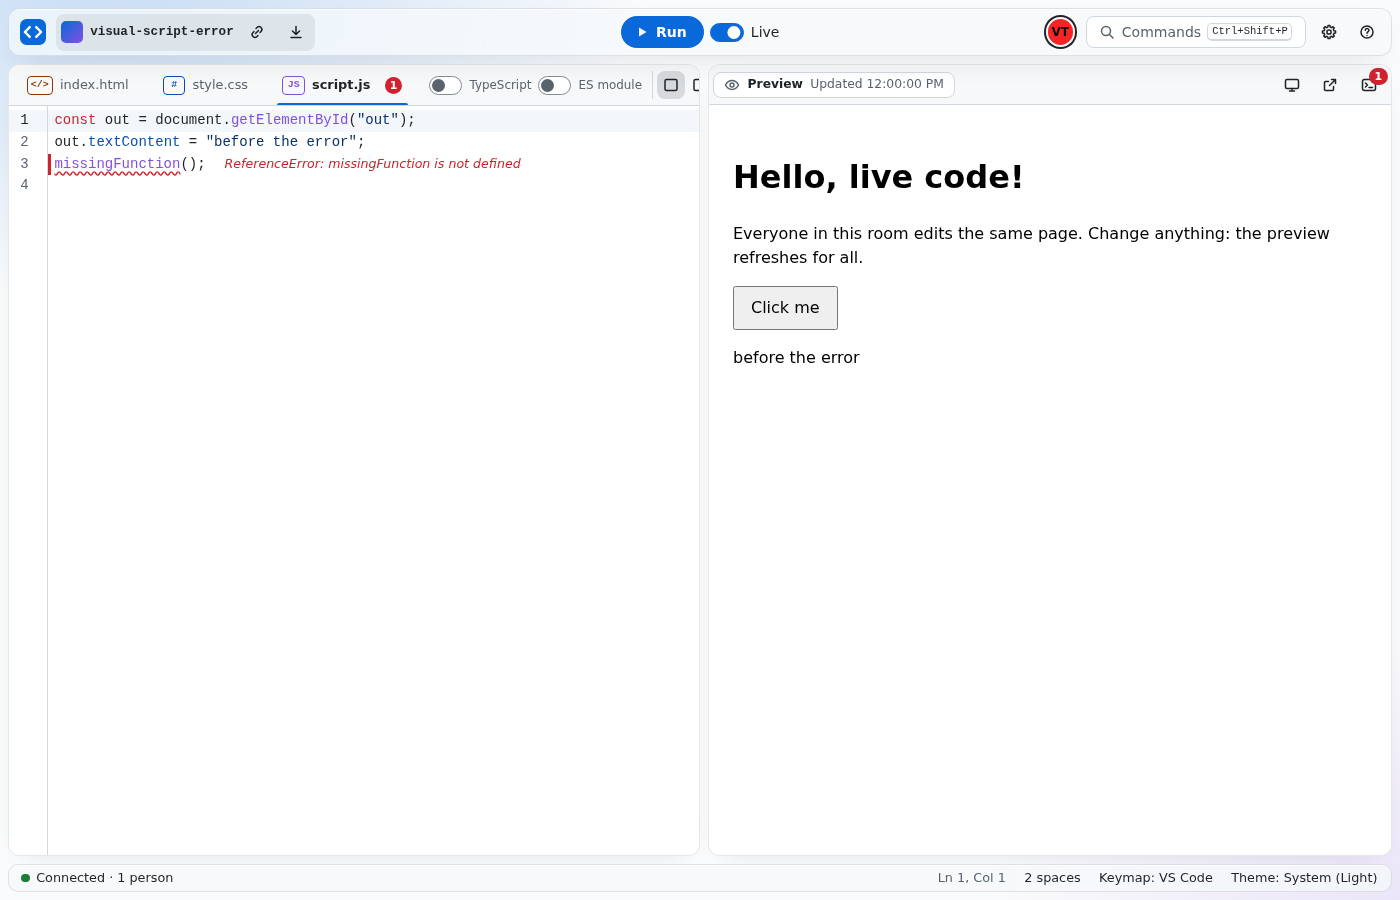 visual-script-error
Run
Live
VT
Commands Ctrl+Shift+P
</> index.html
# style.css
JS script.js 1
TypeScript
ES module
Preview Updated 12:00:00 PM
1
1 const out = document.getElementById("out");
2 out.textContent = "before the error";
3 missingFunction(); ReferenceError: missingFunction is not defined
4
Hello, live code!
Everyone in this room edits the same page. Change anything: the preview
refreshes for all.
Click me
before the error
Connected · 1 person
Ln 1, Col 1
2 spaces
Keymap: VS Code
Theme: System (Light)